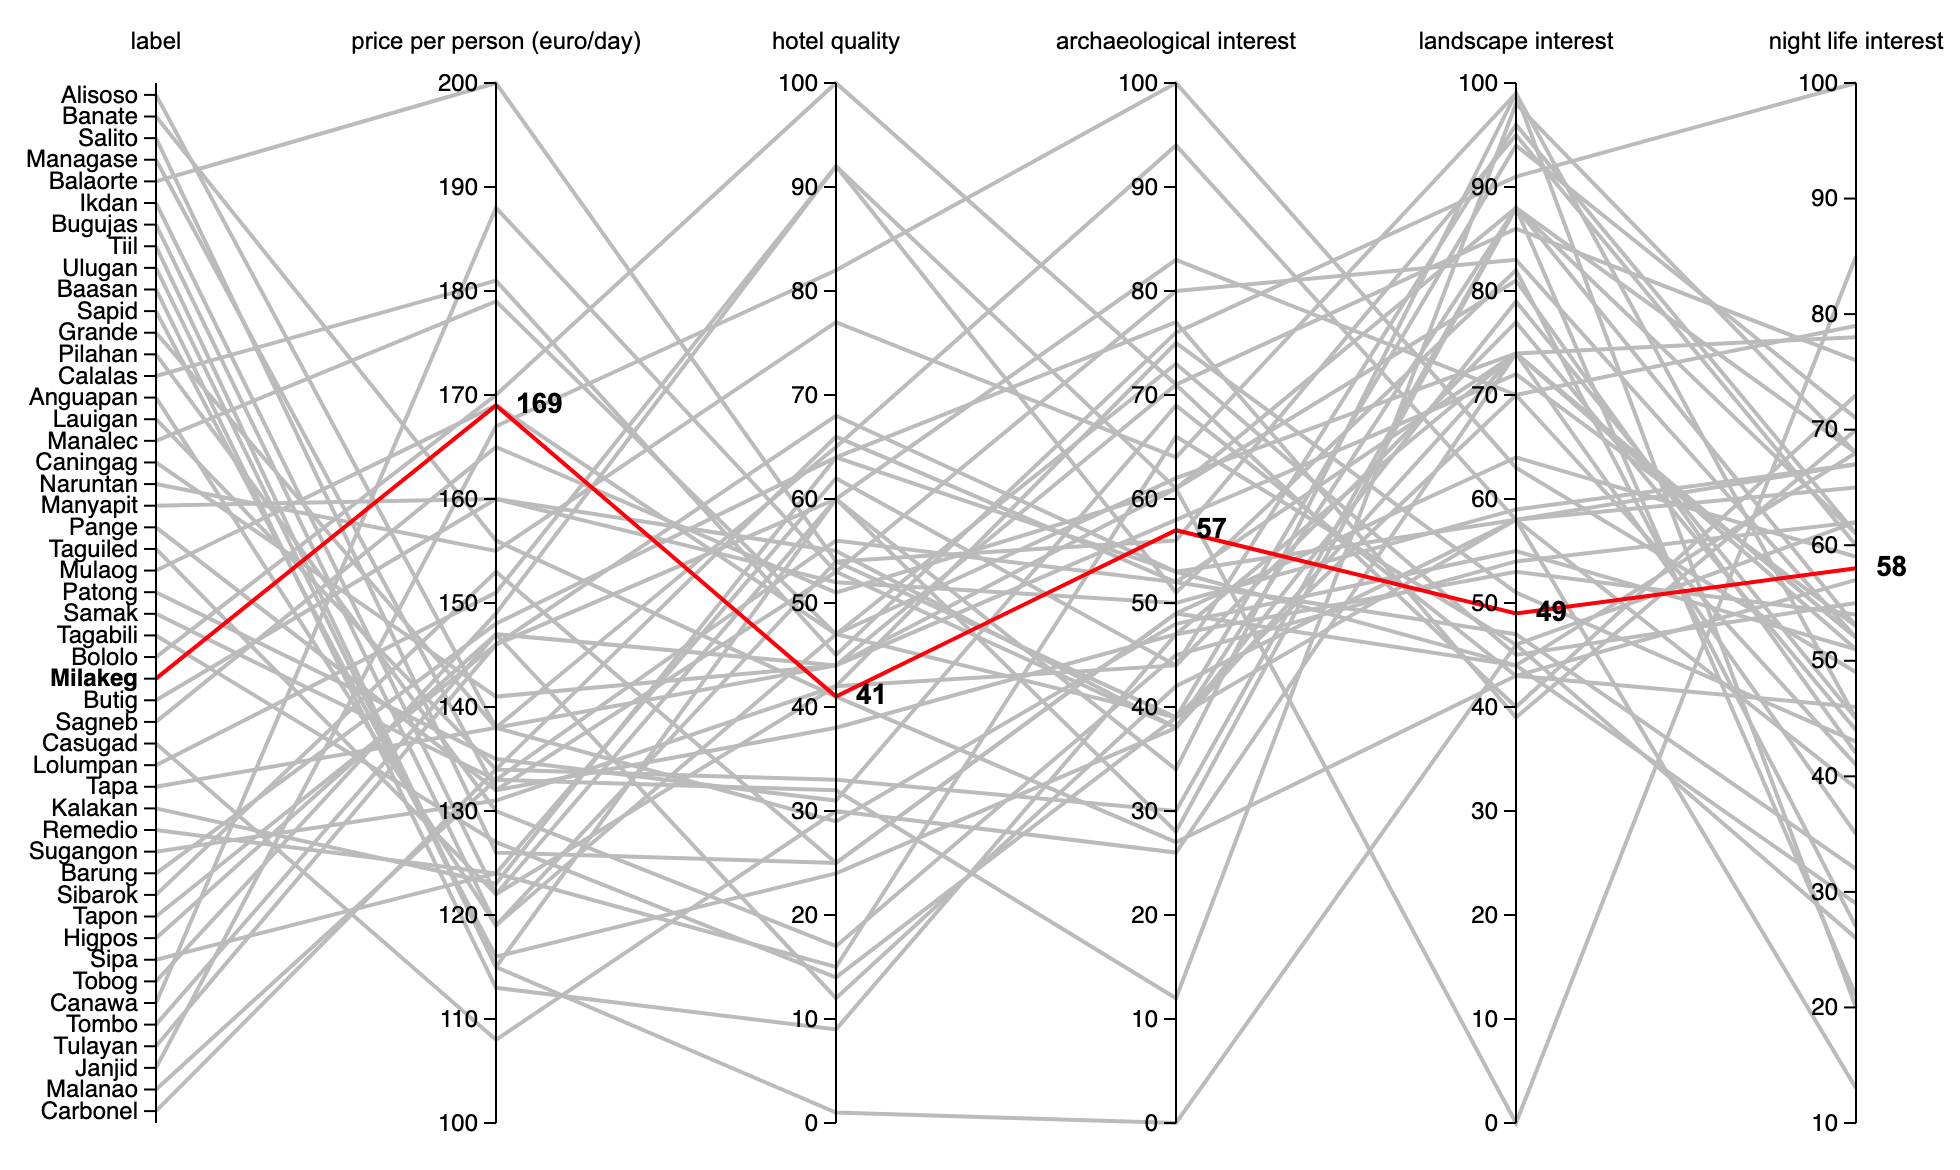 label
price per person (euro/day)
hotel quality
archaeological interest
landscape interest
night life interest
Alisoso
Banate
Salito
Managase
Balaorte
Ikdan
Bugujas
Tiil
Ulugan
Baasan
Sapid
Grande
Pilahan
Calalas
Anguapan
Lauigan
Manalec
Caningag
Naruntan
Manyapit
Pange
Taguiled
Mulaog
Patong
Samak
Tagabili
Bololo
Milakeg
Butig
Sagneb
Casugad
Lolumpan
Tapa
Kalakan
Remedio
Sugangon
Barung
Sibarok
Tapon
Higpos
Sipa
Tobog
Canawa
Tombo
Tulayan
Janjid
Malanao
Carbonel
200
190
180
170
160
150
140
130
120
110
100
169
100
90
80
70
60
50
40
30
20
10
0
41
100
90
80
70
60
50
40
30
20
10
0
57
100
90
80
70
60
50
40
30
20
10
0
49
100
90
80
70
60
50
40
30
20
10
58